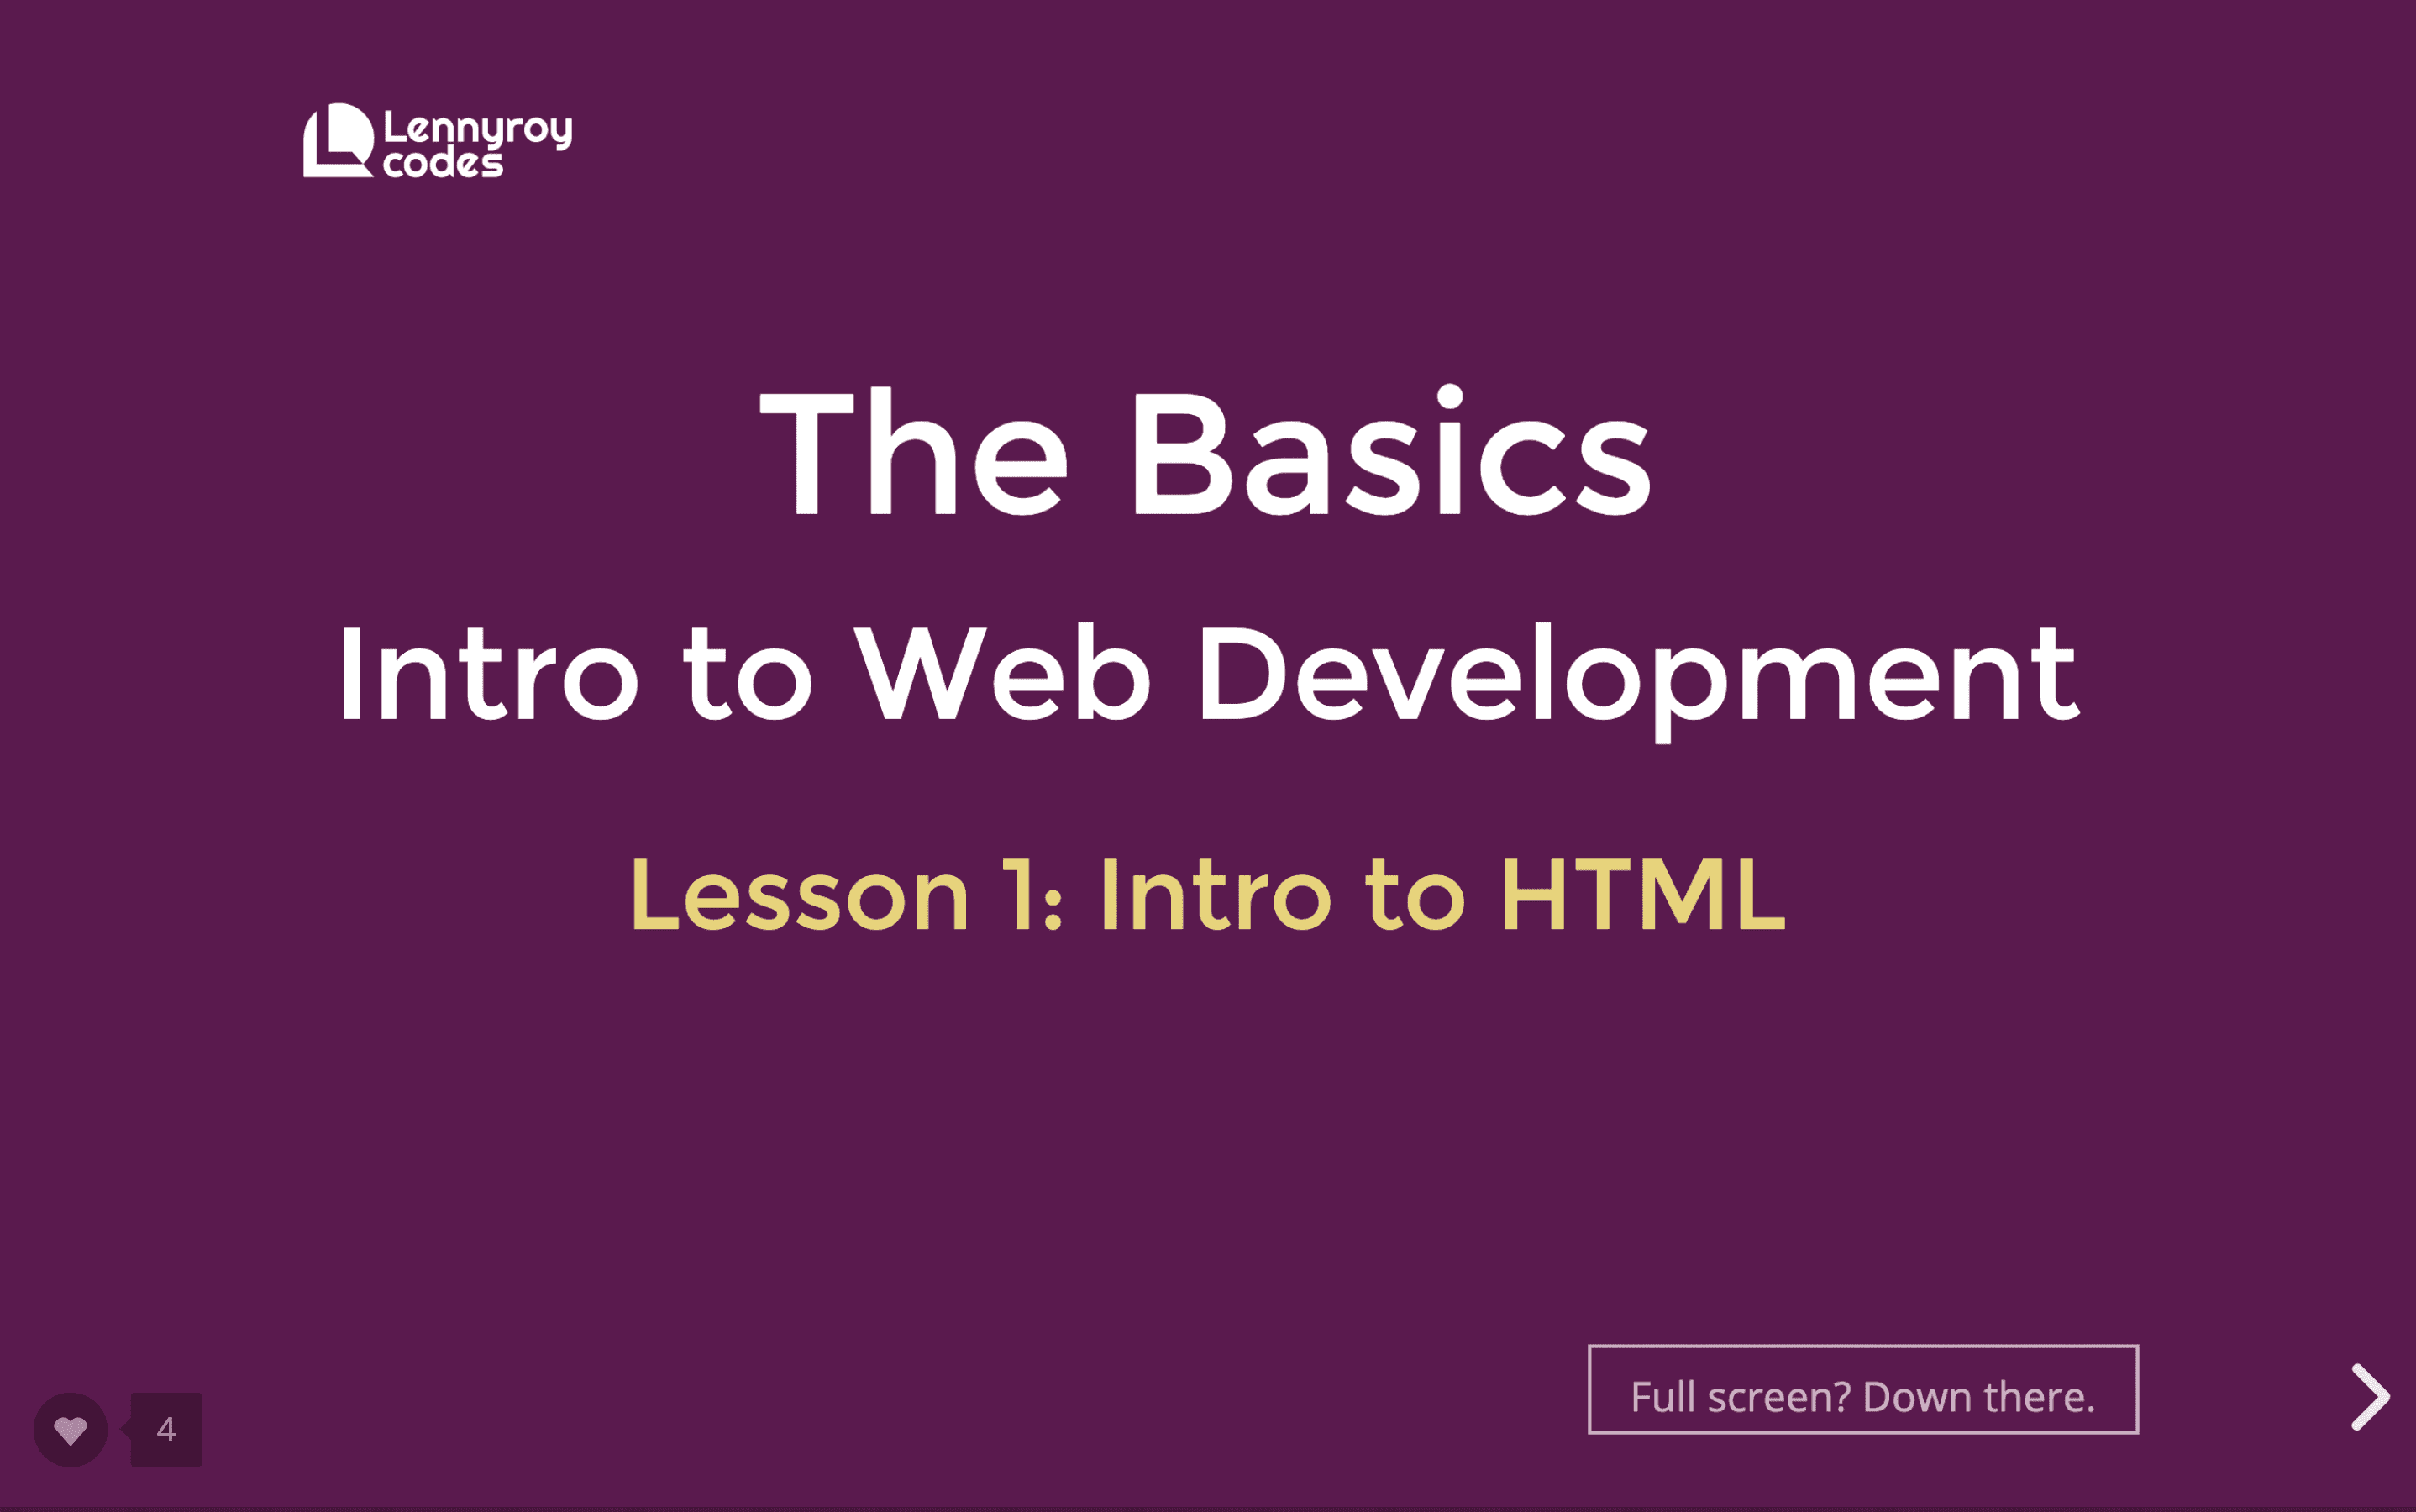 Lennyroy
codes
The Basics
Intro to Web Development
Lesson 1: Intro to HTML
Full screen? Down there.
4